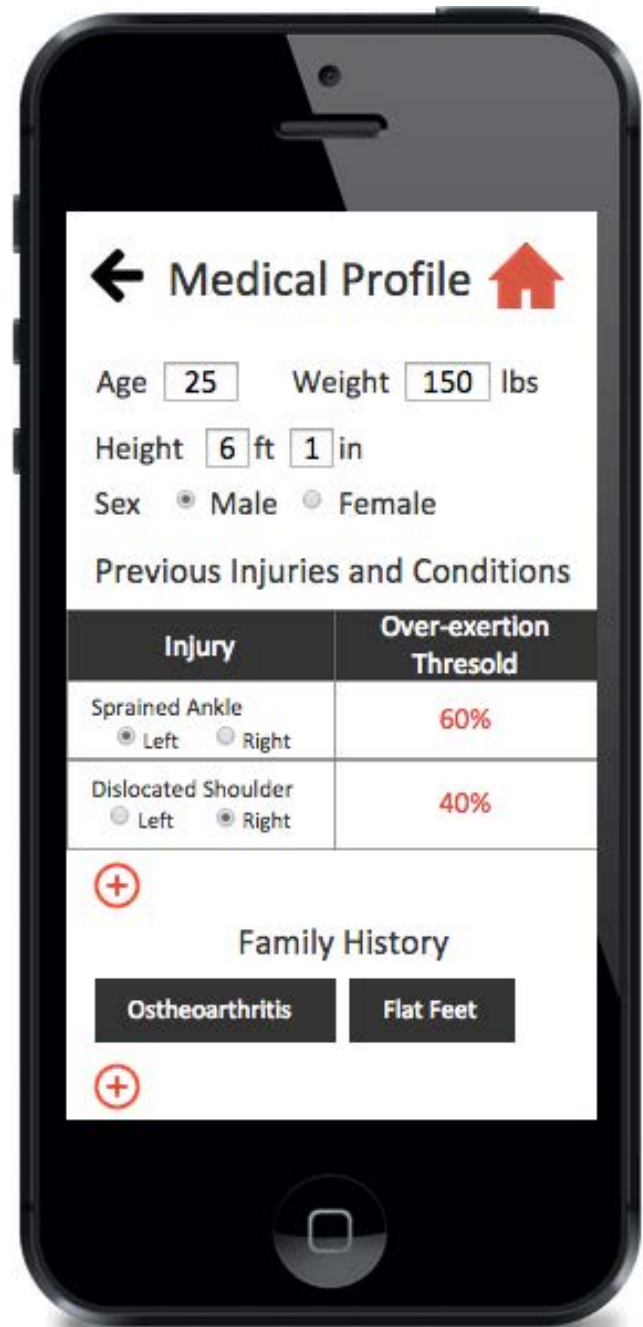 Medical Profile
Age 25 Weight 150 lbs
Height 6 ft 1 in
Sex Male Female
Previous Injuries and Conditions
Injury Over-exertion Thresold
Sprained Ankle 60%
Left Right
Dislocated Shoulder 40%
Left Right
Family History
Ostheoarthritis Flat Feet